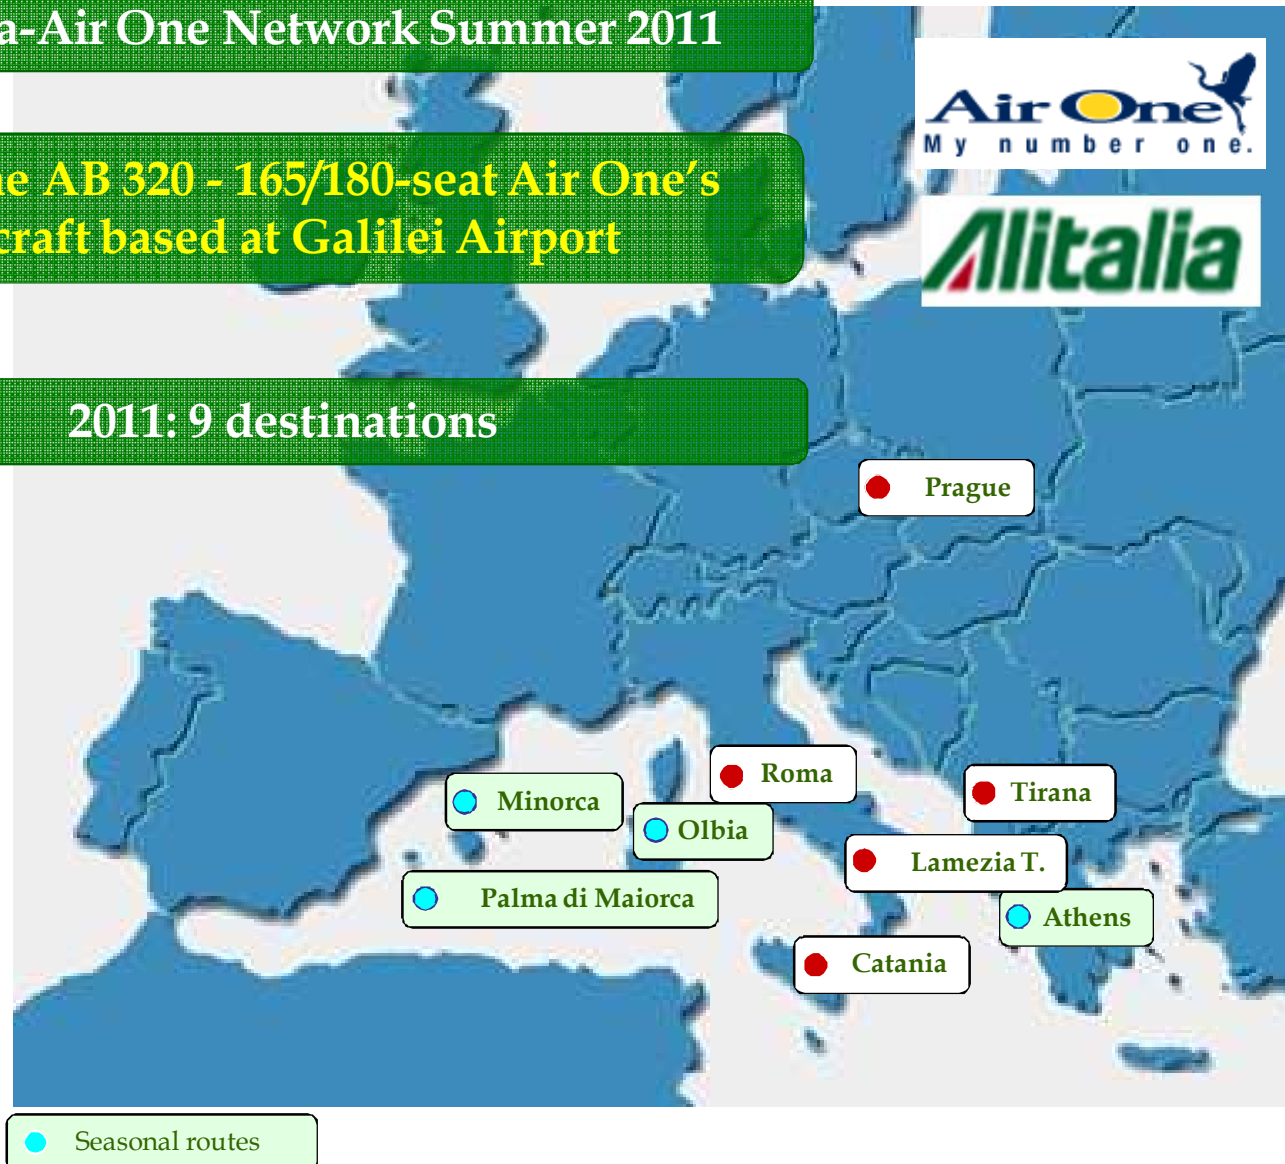 a-Air One Network Summer 2011
Air One
My number one.
e AB 320 - 165/180-seat Air One's
craft based at Galilei Airport
Alitalia
2011: 9 destinations
Prague
Roma
Minorca
Tirana
Olbia
Lamezia T.
Palma di Maiorca
Athens
Catania
Seasonal routes